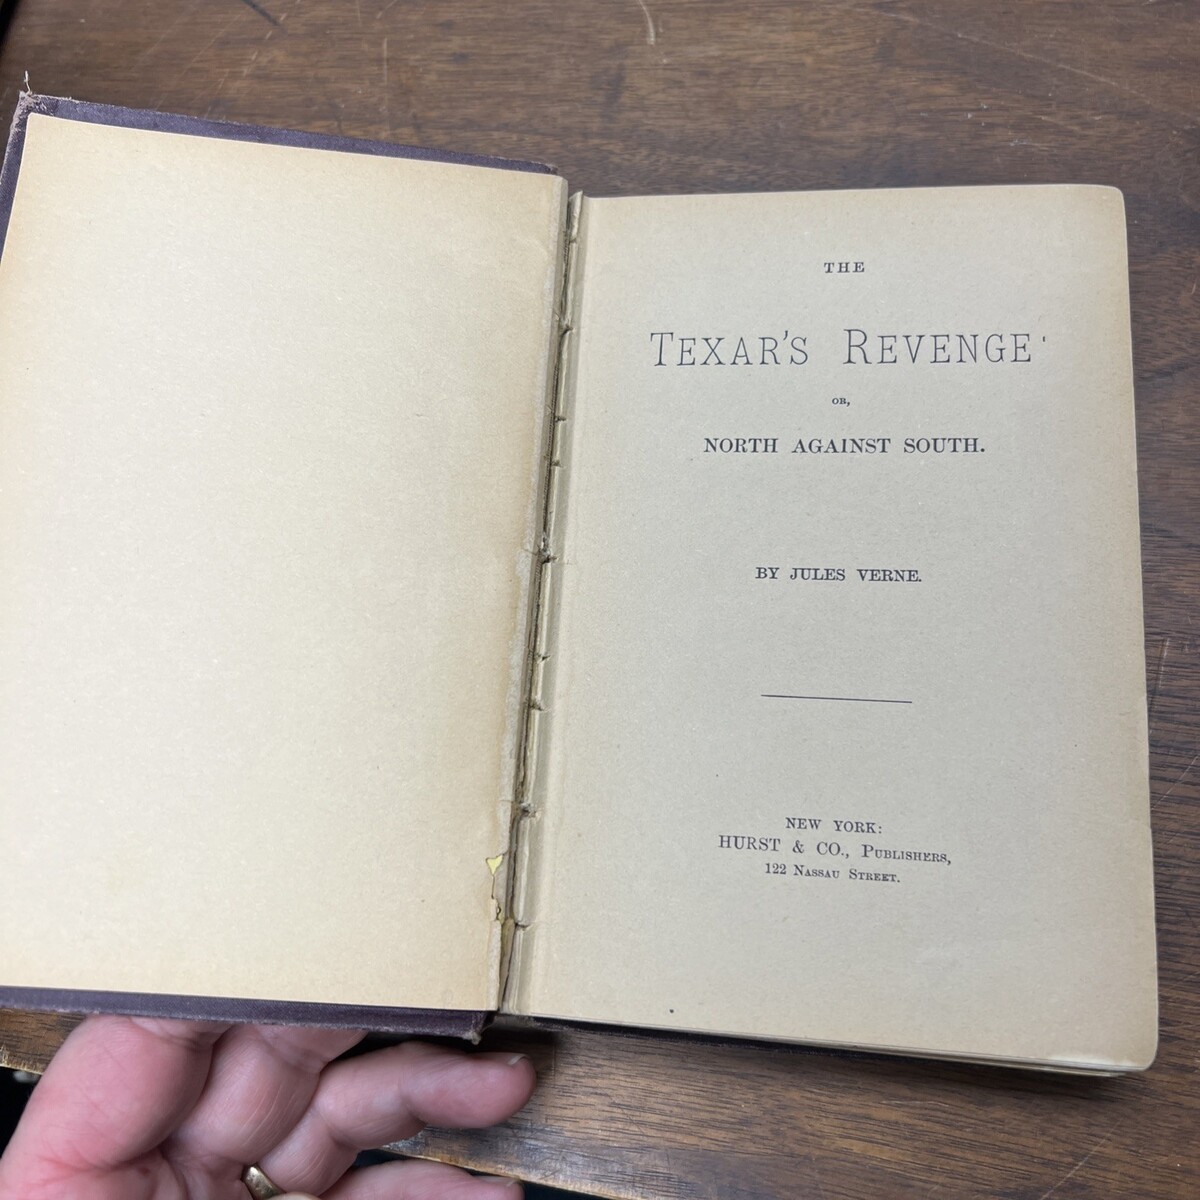 THE
TEXAR'S REVENGE
OR,
NORTH AGAINST SOUTH.
BY JULES VERNE.
NEW YORK:
HURST & CO., PUBLISHERS,
122 NASSAU STREET.